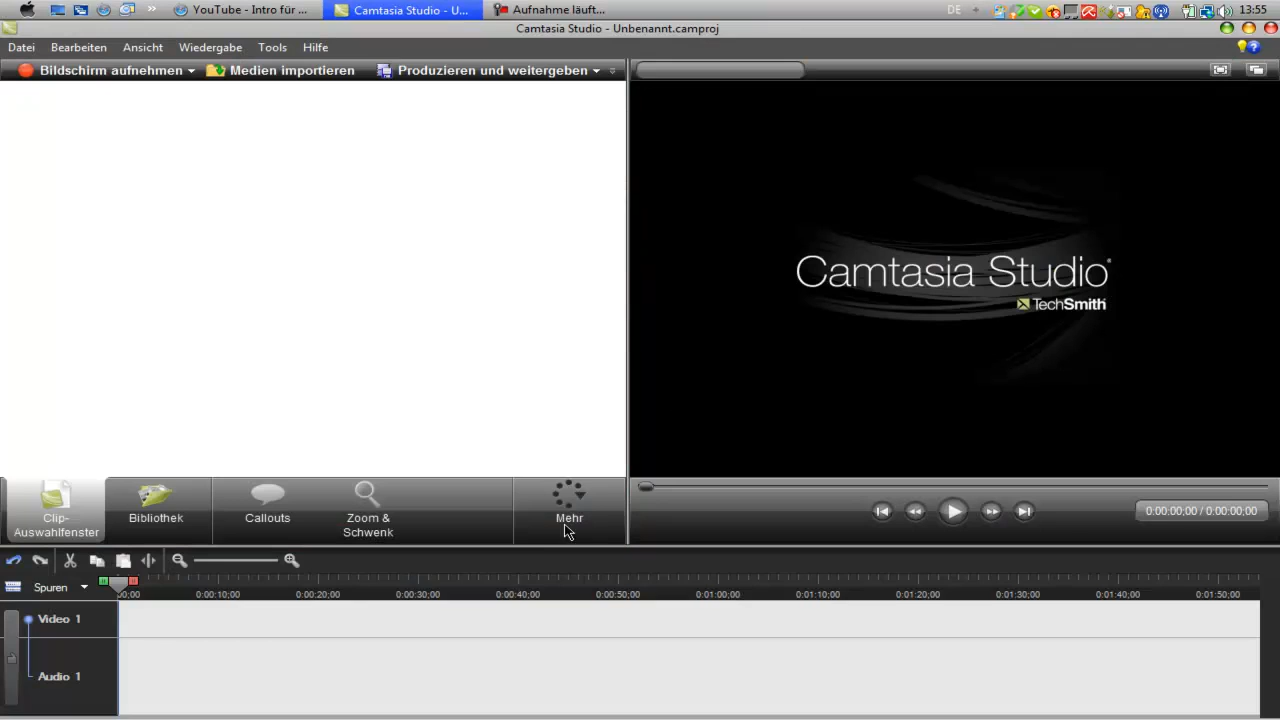 YouTube - Intro für ...
Camtasia Studio - U...
Aufnahme läuft...
DE
13:55
Camtasia Studio - Unbenannt.camproj
Datei Bearbeiten Ansicht Wiedergabe Tools Hilfe
Bildschirm aufnehmen Medien importieren Produzieren und weitergeben
Camtasia Studio®
TechSmith
Clip-
Auswahlfenster
Bibliothek
Callouts
Zoom &
Schwenk
Mehr
0:00:00;00 / 0:00:00;00
Spuren
00;00 0:00:10;00 0:00:20;00 0:00:30;00 0:00:40;00 0:00:50;00 0:01:00;00 0:01:10;00 0:01:20;00 0:01:30;00 0:01:40;00 0:01:50;00
Video 1
Audio 1